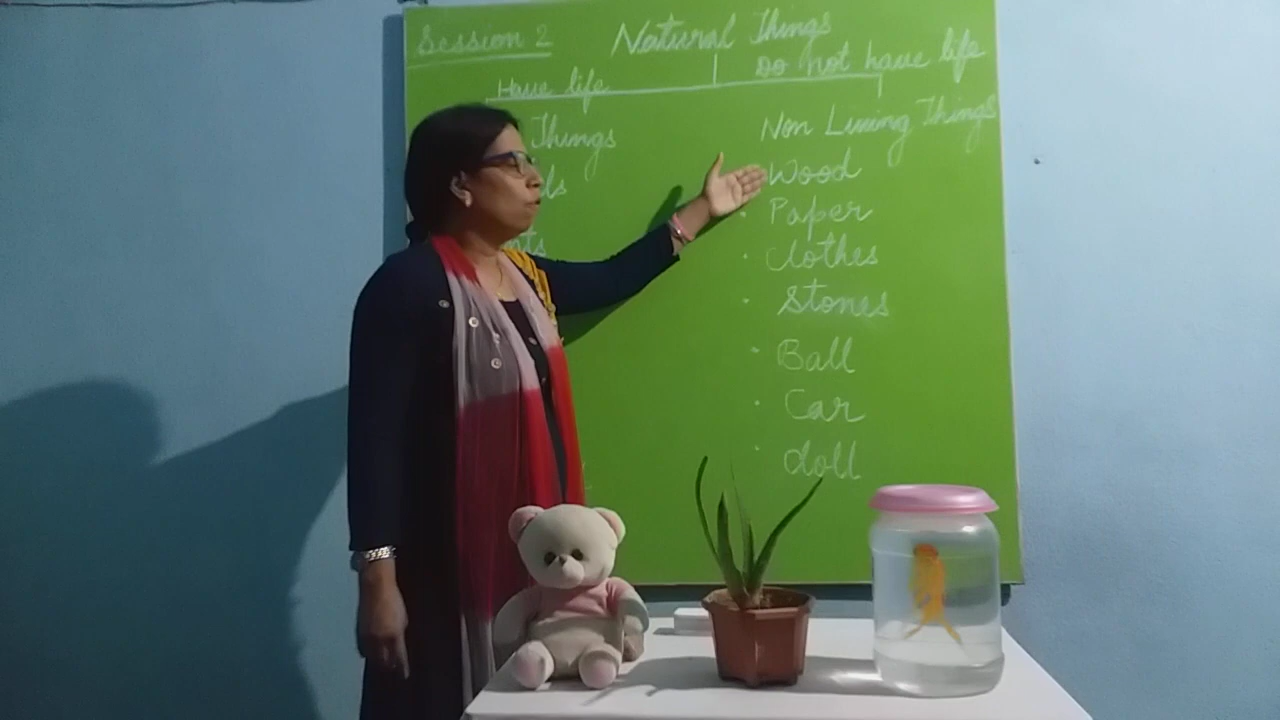 Session 2
Natural Things
Have life
Do not have life
Things
Non Living Things
Wood
Paper
Clothes
Stones
Ball
Car
doll